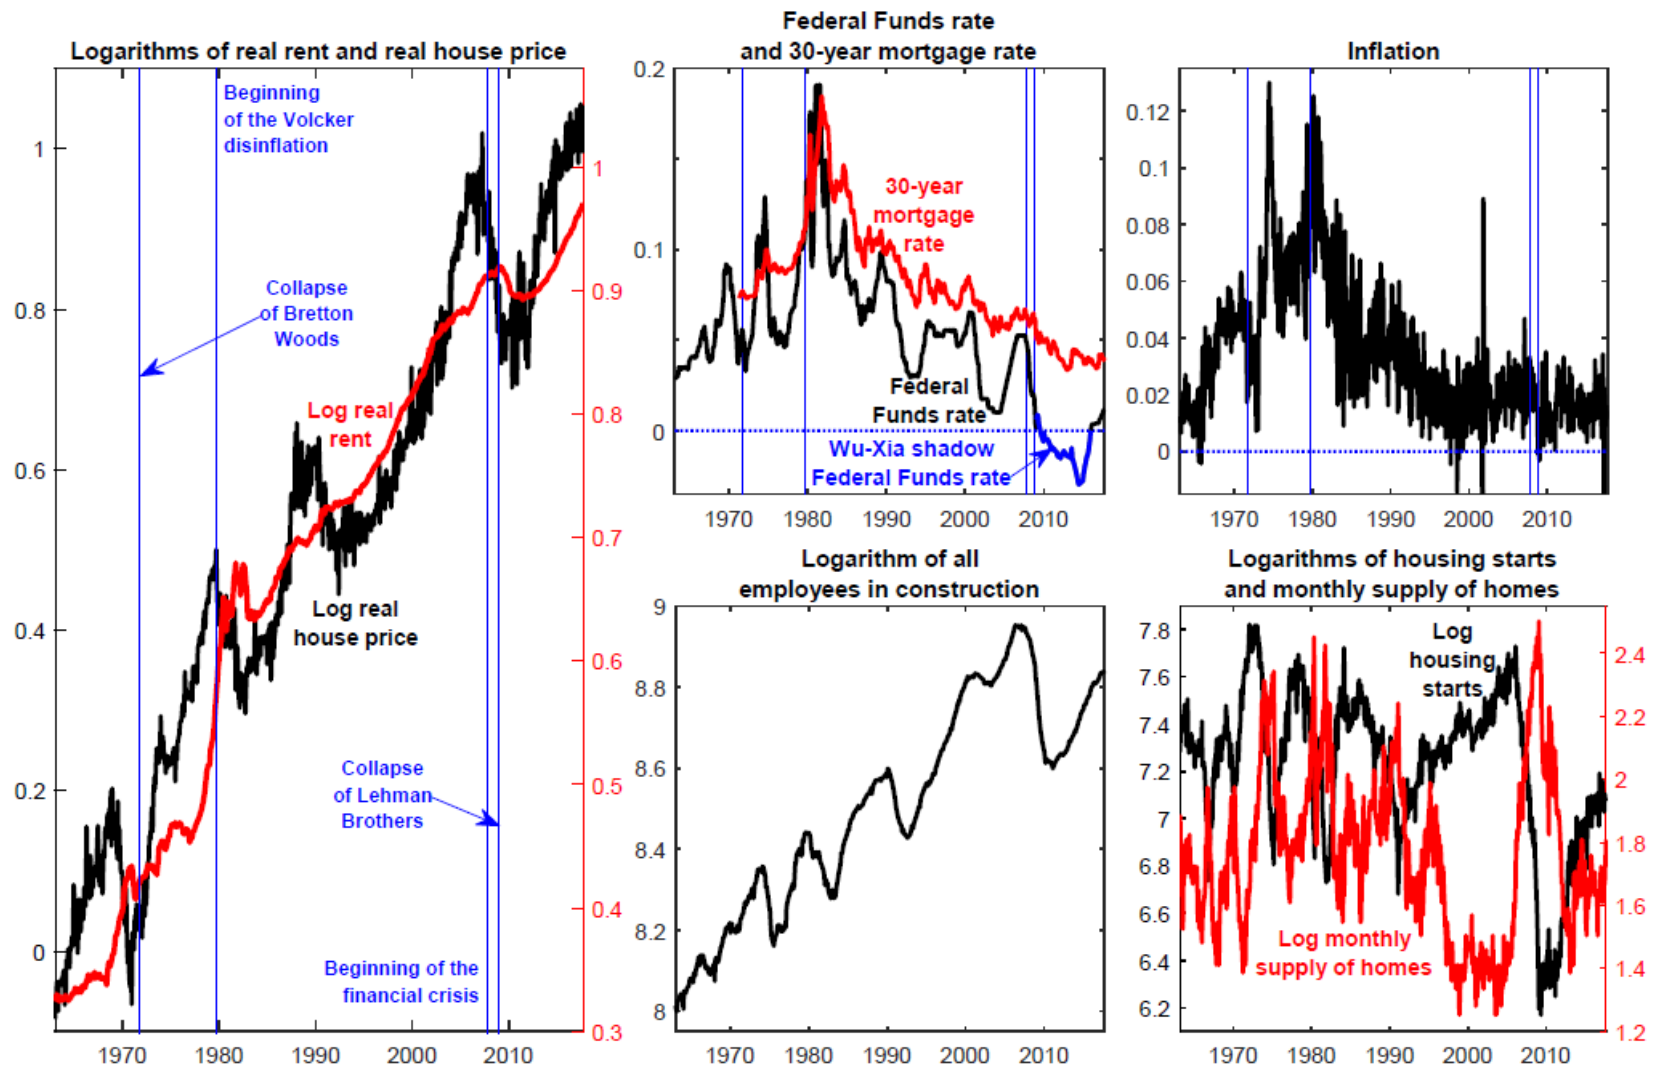 Logarithms of real rent and real house price
Beginning
of the Volcker
disinflation
Collapse
of Bretton
Woods
Log real
rent
Log real
house price
Collapse
of Lehman
Brothers
Beginning of the
financial crisis
1
0.8
0.6
0.4
0.2
0
1
0.9
0.8
0.7
0.6
0.5
0.4
0.3
1970 1980 1990 2000 2010
Federal Funds rate
and 30-year mortgage rate
0.2
0.1
0
30-year
mortgage
rate
Federal
Funds rate
Wu-Xia shadow
Federal Funds rate
1970 1980 1990 2000 2010
Inflation
0.12
0.1
0.08
0.06
0.04
0.02
0
1970 1980 1990 2000 2010
Logarithm of all
employees in construction
9
8.8
8.6
8.4
8.2
8
1970 1980 1990 2000 2010
Logarithms of housing starts
and monthly supply of homes
7.8
7.6
7.4
7.2
7
6.8
6.6
6.4
6.2
Log
housing
starts
Log monthly
supply of homes
2.4
2.2
2
1.8
1.6
1.4
1.2
1970 1980 1990 2000 2010